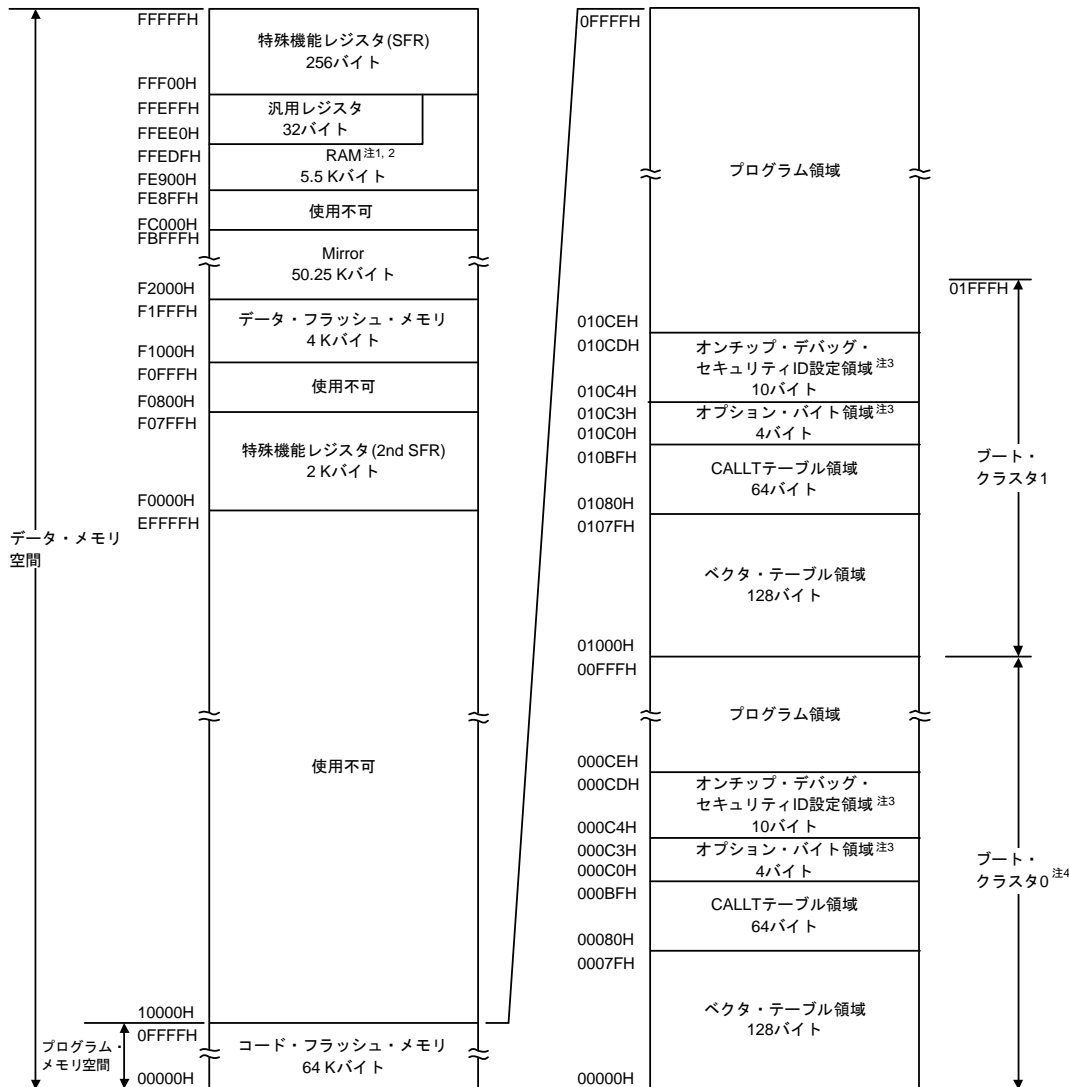 FFFFFH
特殊機能レジスタ(SFR)
256バイト
FFF00H
FFEFFH
汎用レジスタ
32バイト
FFEE0H
FFEDFH
RAM注1, 2
5.5 Kバイト
FE900H
FE8FFH
使用不可
FC000H
FBFFFH
Mirror
50.25 Kバイト
F2000H
F1FFFH
データ・フラッシュ・メモリ
4 Kバイト
F1000H
F0FFFH
使用不可
F0800H
F07FFH
特殊機能レジスタ(2nd SFR)
2 Kバイト
F0000H
EFFFFH
データ・メモリ
空間
使用不可
10000H
0FFFFH
プログラム・
メモリ空間
コード・フラッシュ・メモリ
64 Kバイト
00000H
0FFFFH
プログラム領域
01FFFH
010CEH
010CDH
オンチップ・デバッグ・
セキュリティID設定領域注3
10バイト
010C4H
010C3H
オプション・バイト領域注3
4バイト
010C0H
010BFH
CALLTテーブル領域
64バイト
01080H
0107FH
ブート・
クラスタ1
ベクタ・テーブル領域
128バイト
01000H
00FFFH
プログラム領域
000CEH
000CDH
オンチップ・デバッグ・
セキュリティID設定領域 注3
10バイト
000C4H
000C3H
オプション・バイト領域注3
4バイト
000C0H
000BFH
CALLTテーブル領域
64バイト
00080H
0007FH
ブート・
クラスタ0 注4
ベクタ・テーブル領域
128バイト
00000H